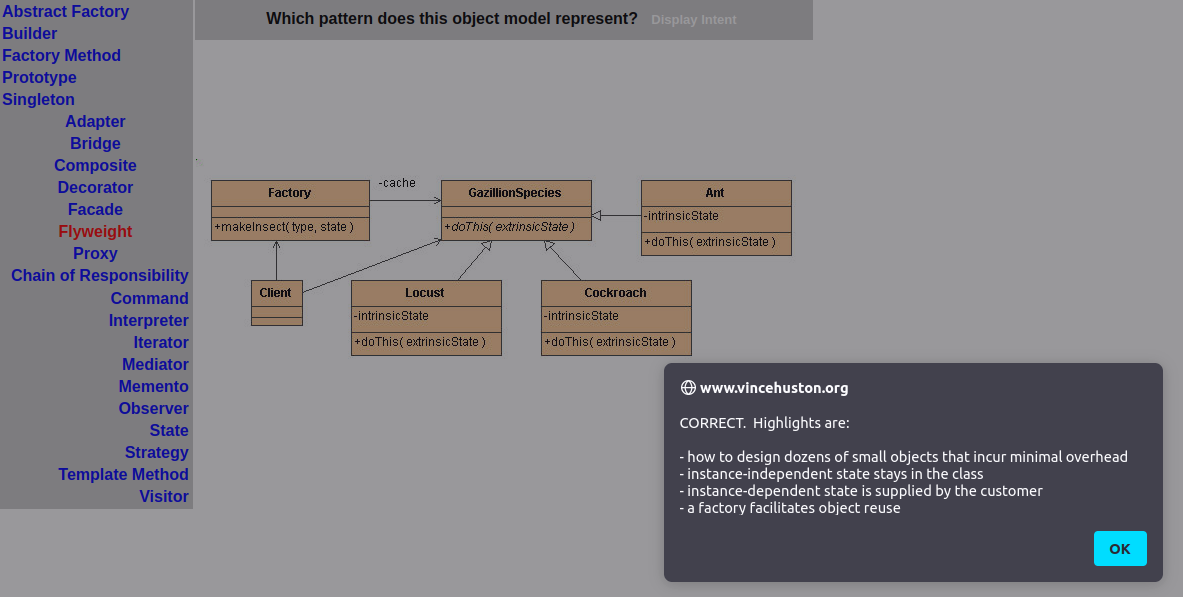 Abstract Factory
Builder
Factory Method
Prototype
Singleton
Adapter
Bridge
Composite
Decorator
Facade
Flyweight
Proxy
Chain of Responsibility
Command
Interpreter
Iterator
Mediator
Memento
Observer
State
Strategy
Template Method
Visitor
Which pattern does this object model represent? Display Intent
Factory
+makeInsect( type, state )
-cache
GazillionSpecies
+doThis( extrinsicState )
Ant
-intrinsicState
+doThis( extrinsicState )
Client
Locust
-intrinsicState
+doThis( extrinsicState )
Cockroach
-intrinsicState
+doThis( extrinsicState )
www.vincehuston.org
CORRECT.  Highlights are:
- how to design dozens of small objects that incur minimal overhead
- instance-independent state stays in the class
- instance-dependent state is supplied by the customer
- a factory facilitates object reuse
OK